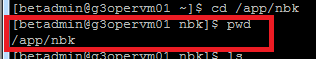 [betadmin@g3opervm01 ~]$ cd /app/nbk
[betadmin@g3opervm01 nbk]$ pwd
/app/nbk
[betadmin@g3opervm01 nbk]$ ls